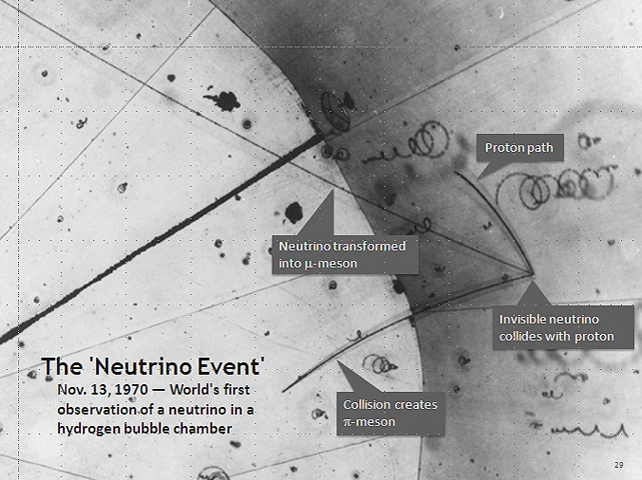 Proton path
Neutrino transformed
into μ-meson
Invisible neutrino
collides with proton
The 'Neutrino Event'
Nov. 13, 1970 — World's first
observation of a neutrino in a
hydrogen bubble chamber
Collision creates
π-meson
29